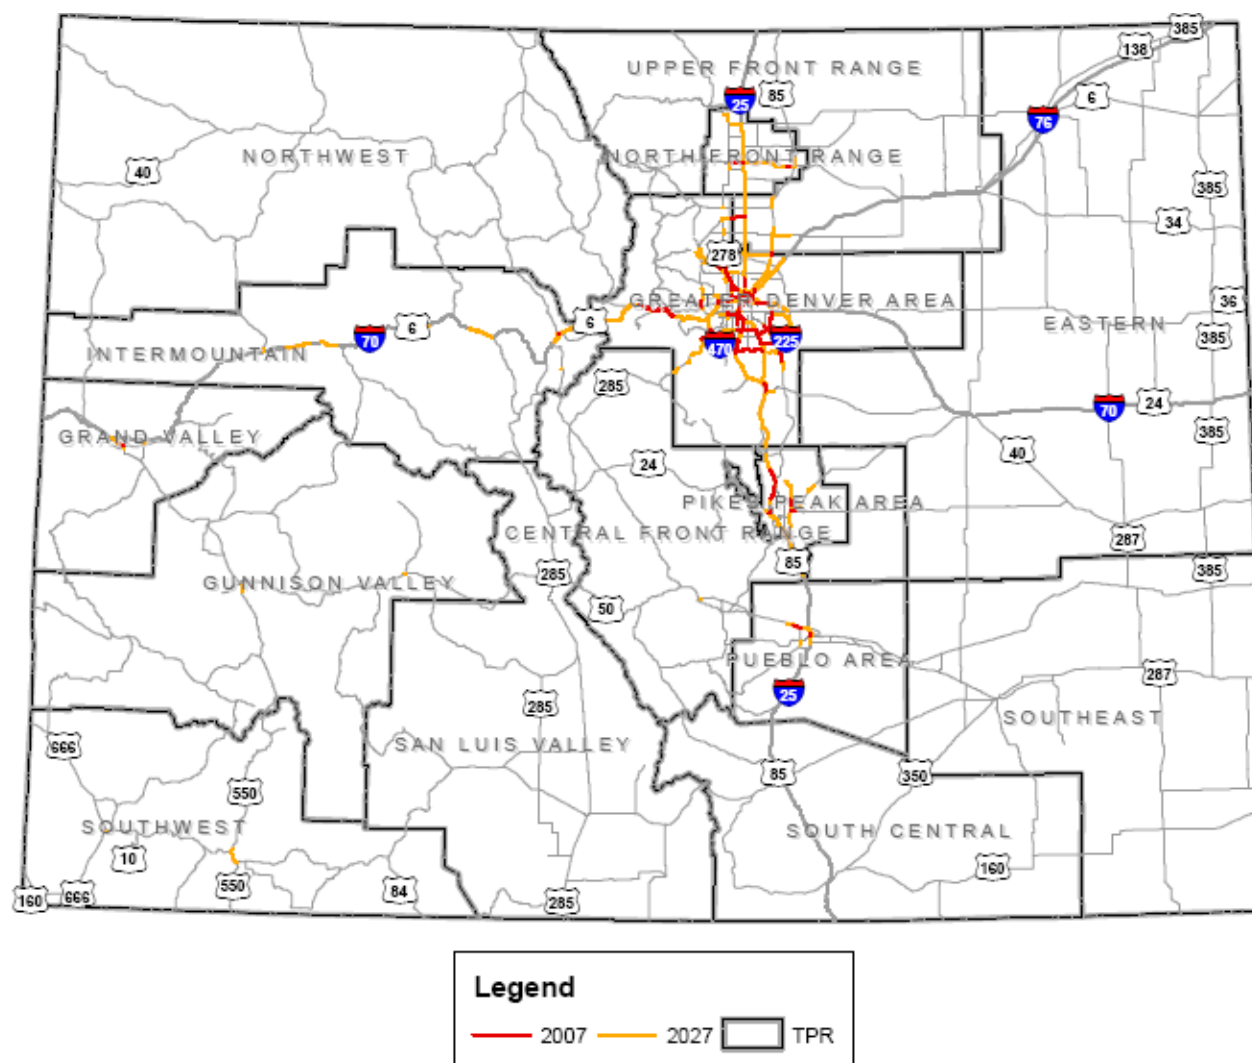 385
138
UPPER FRONT RANGE
85
25
6
76
NORTHWEST
NORTH FRONT RANGE
40
385
34
278
36
GREATER DENVER AREA
6
6
EASTERN
70
470
225
385
INTERMOUNTAIN
285
70
24
GRAND VALLEY
385
40
24
PIKES PEAK AREA
CENTRAL FRONT RANGE
287
85
285
385
GUNNISON VALLEY
50
PUEBLO AREA
287
25
285
SOUTHEAST
666
SAN LUIS VALLEY
85
350
550
SOUTHWEST
SOUTH CENTRAL
10
160
550
84
160
666
285
Legend
2007 2027 TPR